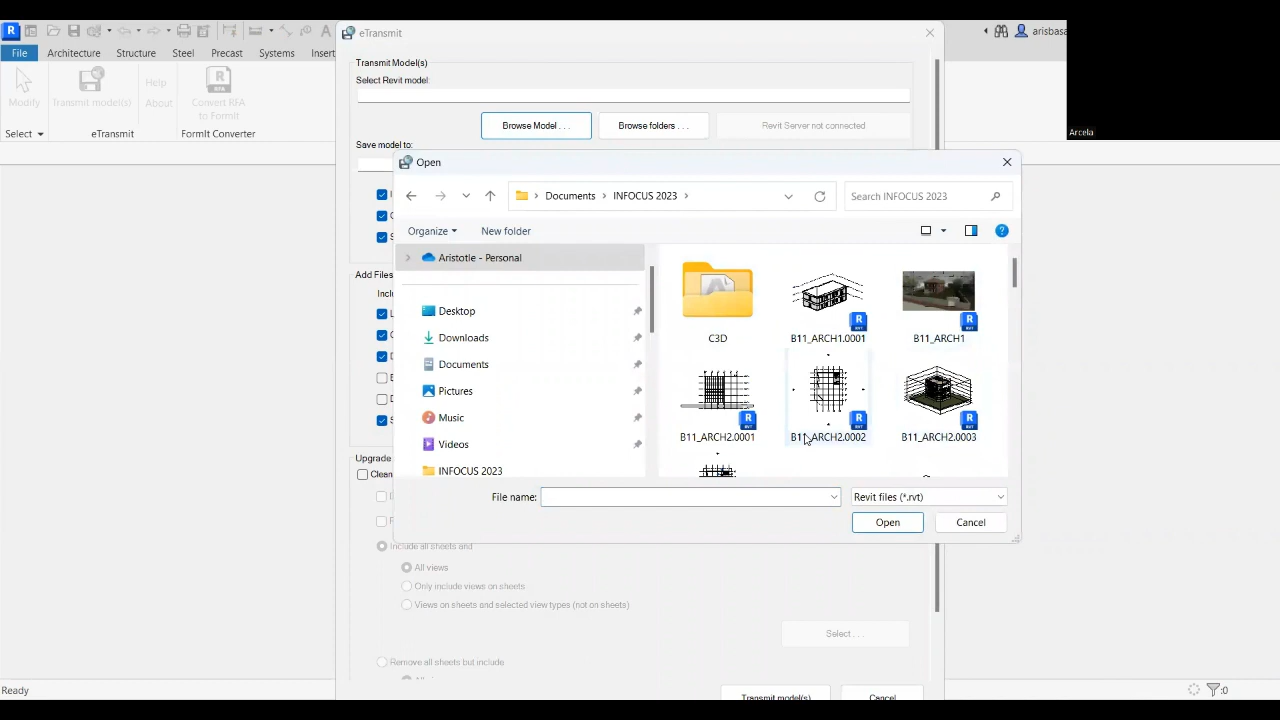 eTransmit
arisbasa
File Architecture Structure Steel Precast Systems Insert
Transmit Model(s)
Select Revit model:
Modify
Transmit model(s)
Help
About
Convert RFA
to FormIt
Select
eTransmit
FormIt Converter
Browse Model . . .
Browse folders . . .
Revit Server not connected
Arcela
Save model to:
Open
Documents
INFOCUS 2023
Search INFOCUS 2023
Organize
New folder
Aristotle - Personal
Desktop
Downloads
Documents
Pictures
Music
Videos
INFOCUS 2023
C3D
B11_ARCH1.0001
B11_ARCH1
B11_ARCH2.0001
B11_ARCH2.0002
B11_ARCH2.0003
File name:
Revit files (*.rvt)
Open
Cancel
Add Files
Upgrade
Include all sheets and
All views
Only include views on sheets
Views on sheets and selected view types (not on sheets)
Select . . .
Remove all sheets but include
Transmit model(s)
Cancel
Ready
:0